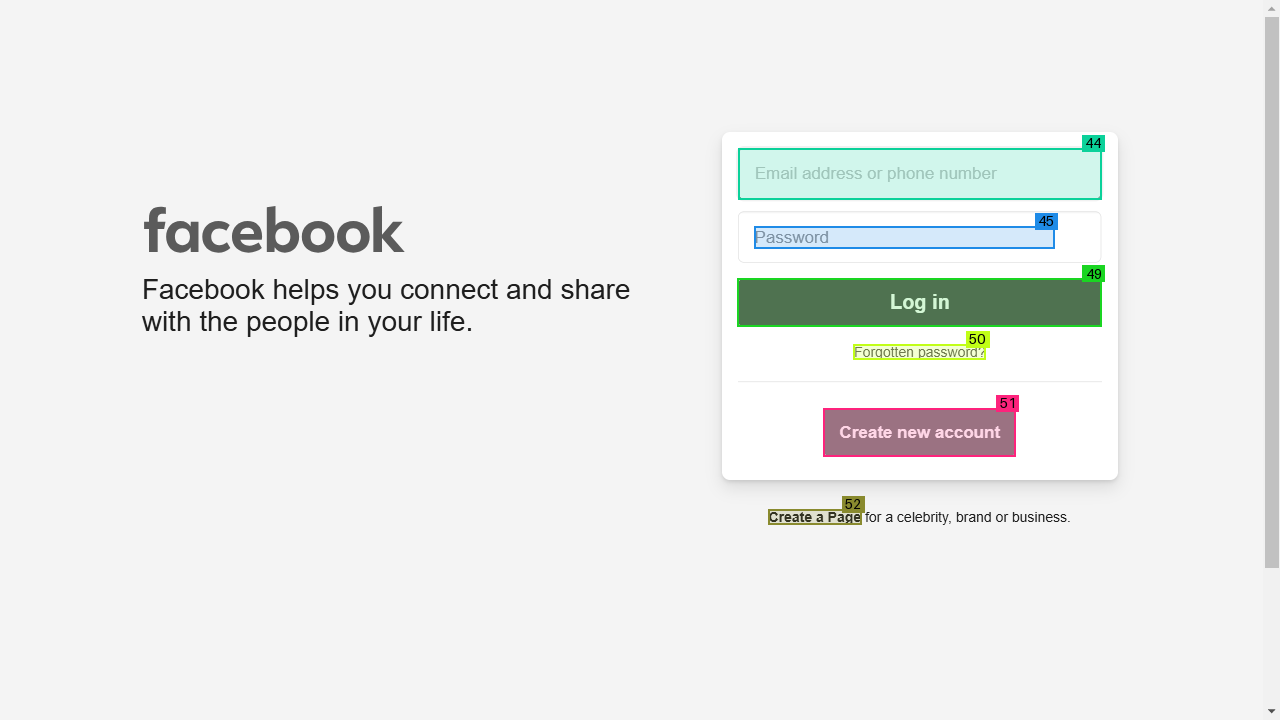 44
Email address or phone number
45
Password
49
Log in
50
Forgotten password?
51
Create new account
facebook
Facebook helps you connect and share
with the people in your life.
52
Create a Page for a celebrity, brand or business.